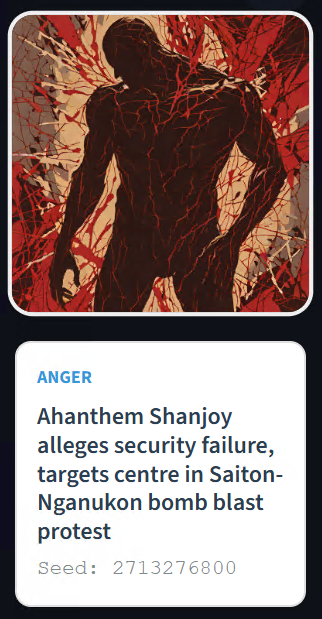 ANGER
Ahanthem Shanjoy
alleges security failure,
targets centre in Saiton-
Nganukon bomb blast
protest
Seed: 2713276800